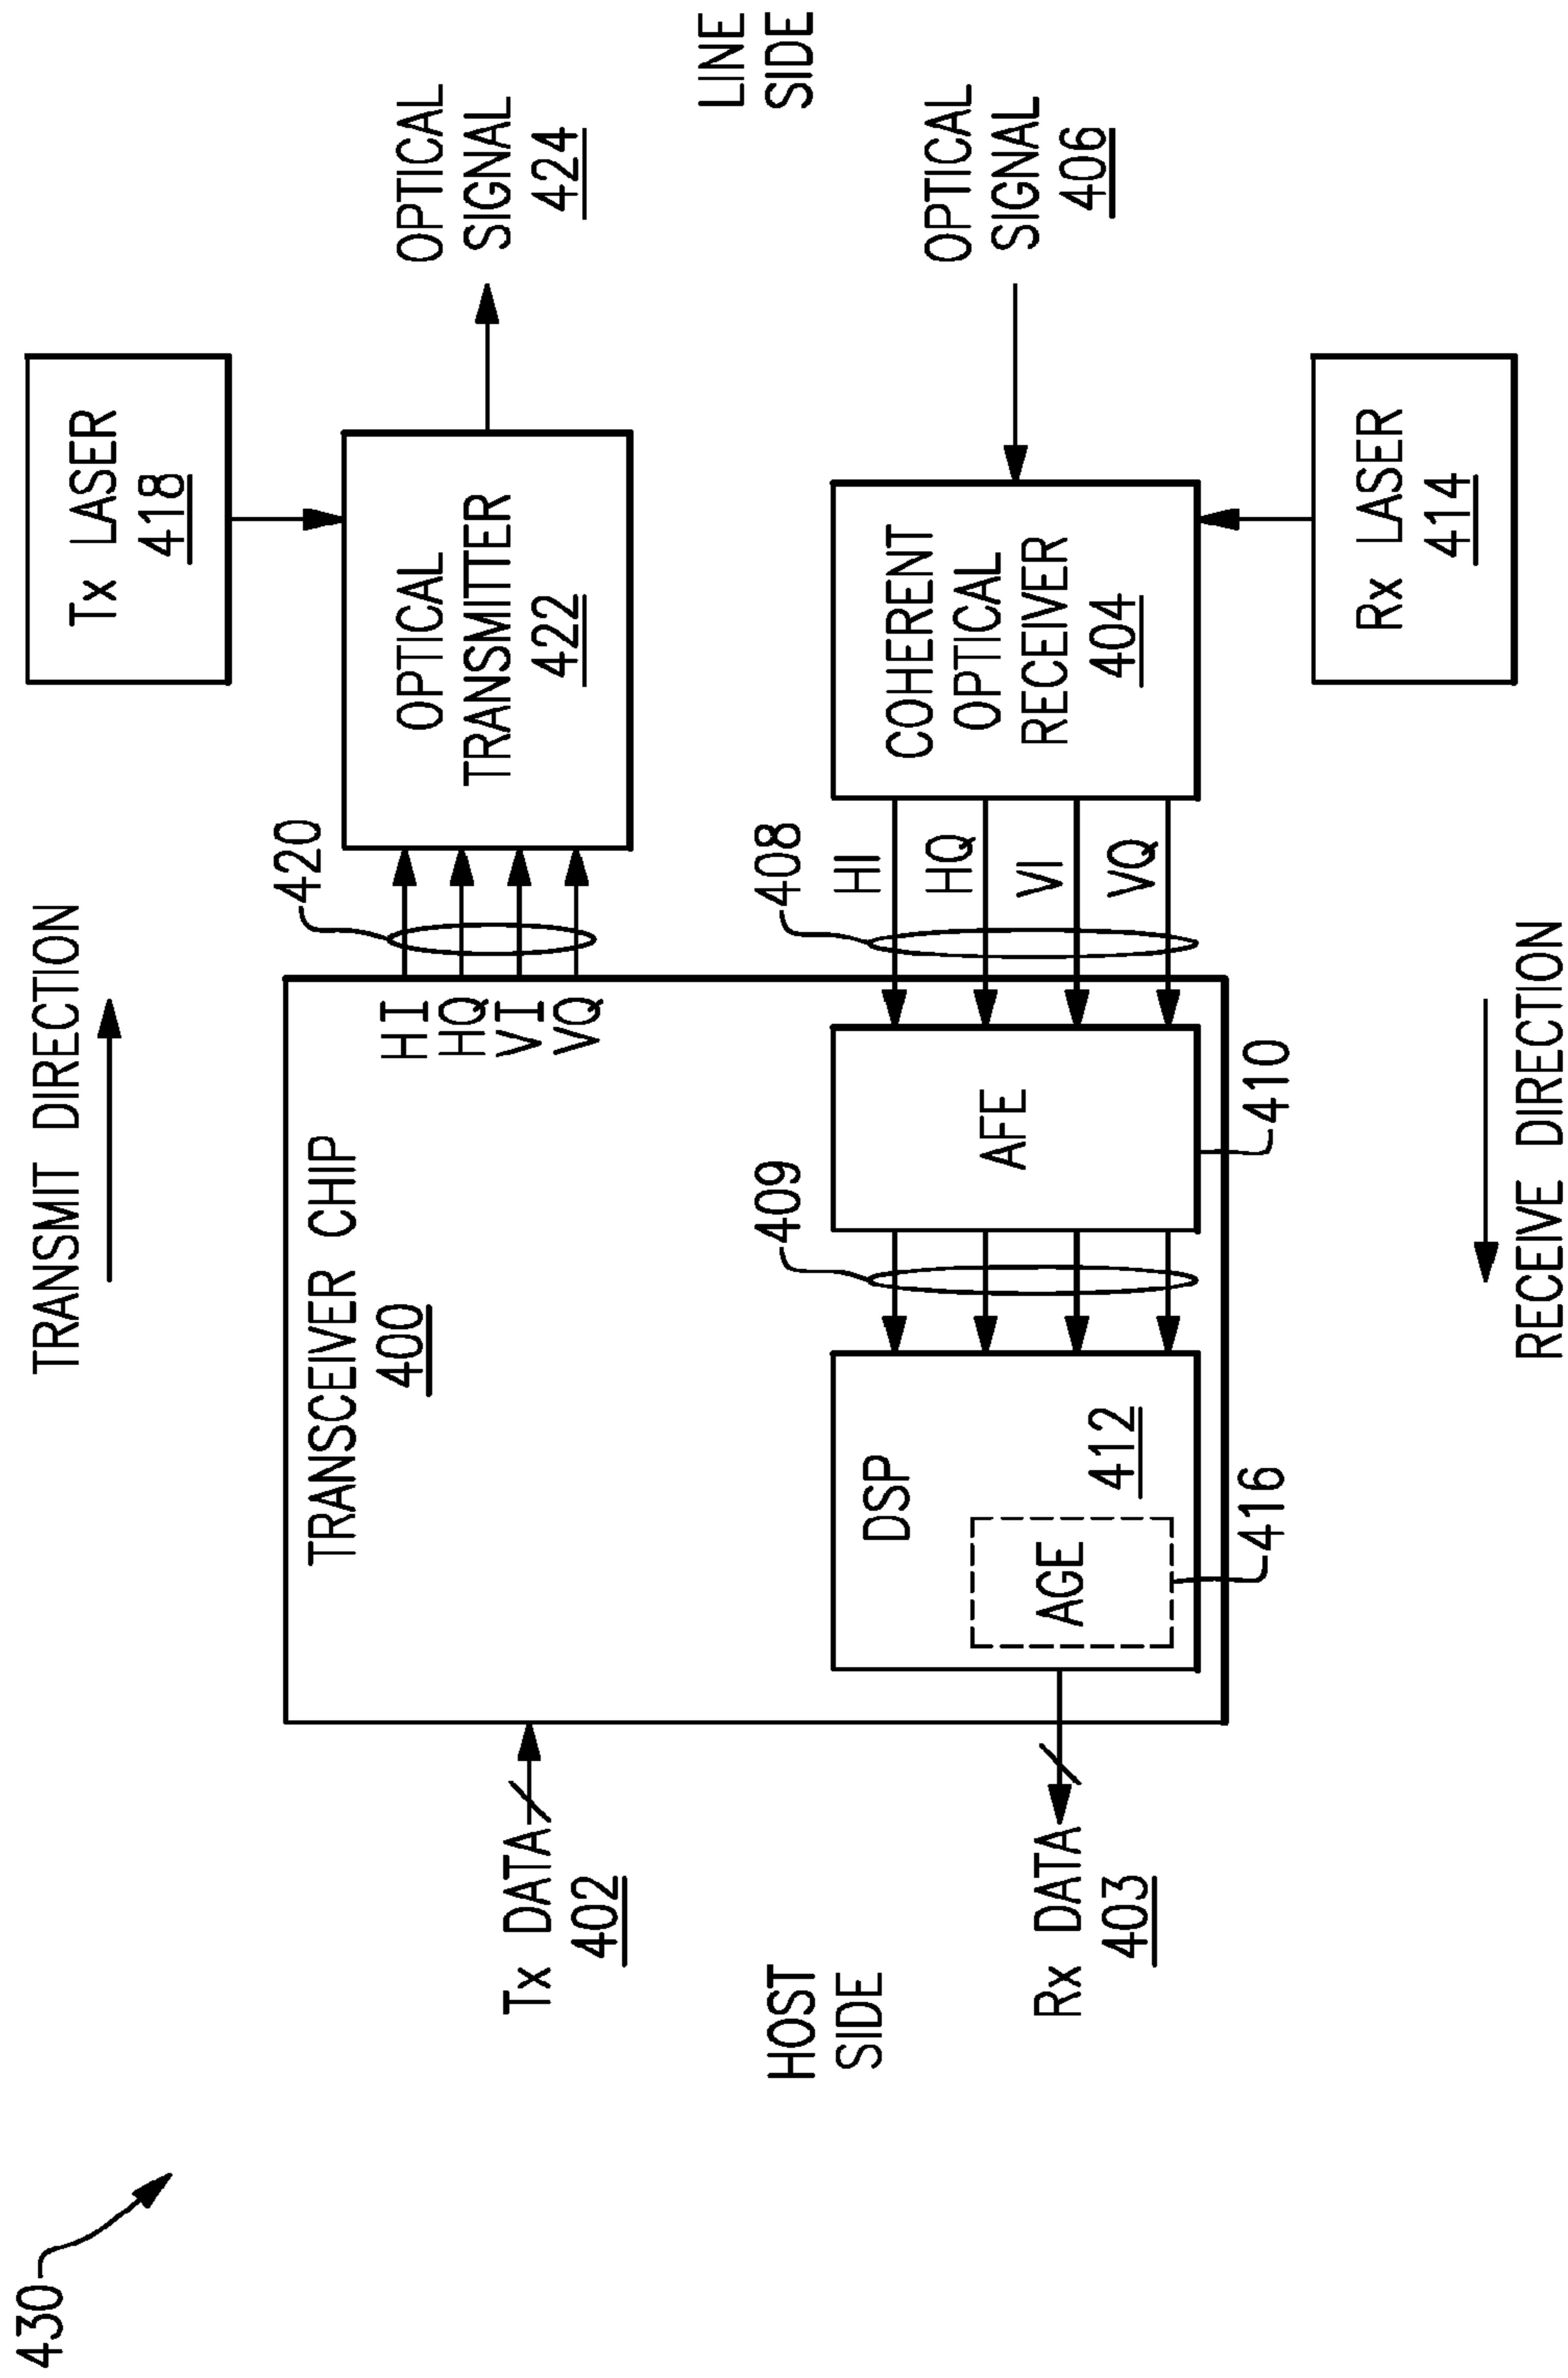 430
TRANSMIT DIRECTION
Tx LASER
418
TRANSCEIVER CHIP
400
420
HI
HQ
VI
VQ
OPTICAL
TRANSMITTER
422
OPTICAL
SIGNAL
424
Tx DATA
402
HOST
SIDE
LINE
SIDE
Rx DATA
403
DSP
412
AGE
416
409
AFE
410
408
HI
HQ
VI
VQ
COHERENT
OPTICAL
RECEIVER
404
OPTICAL
SIGNAL
406
Rx LASER
414
RECEIVE DIRECTION